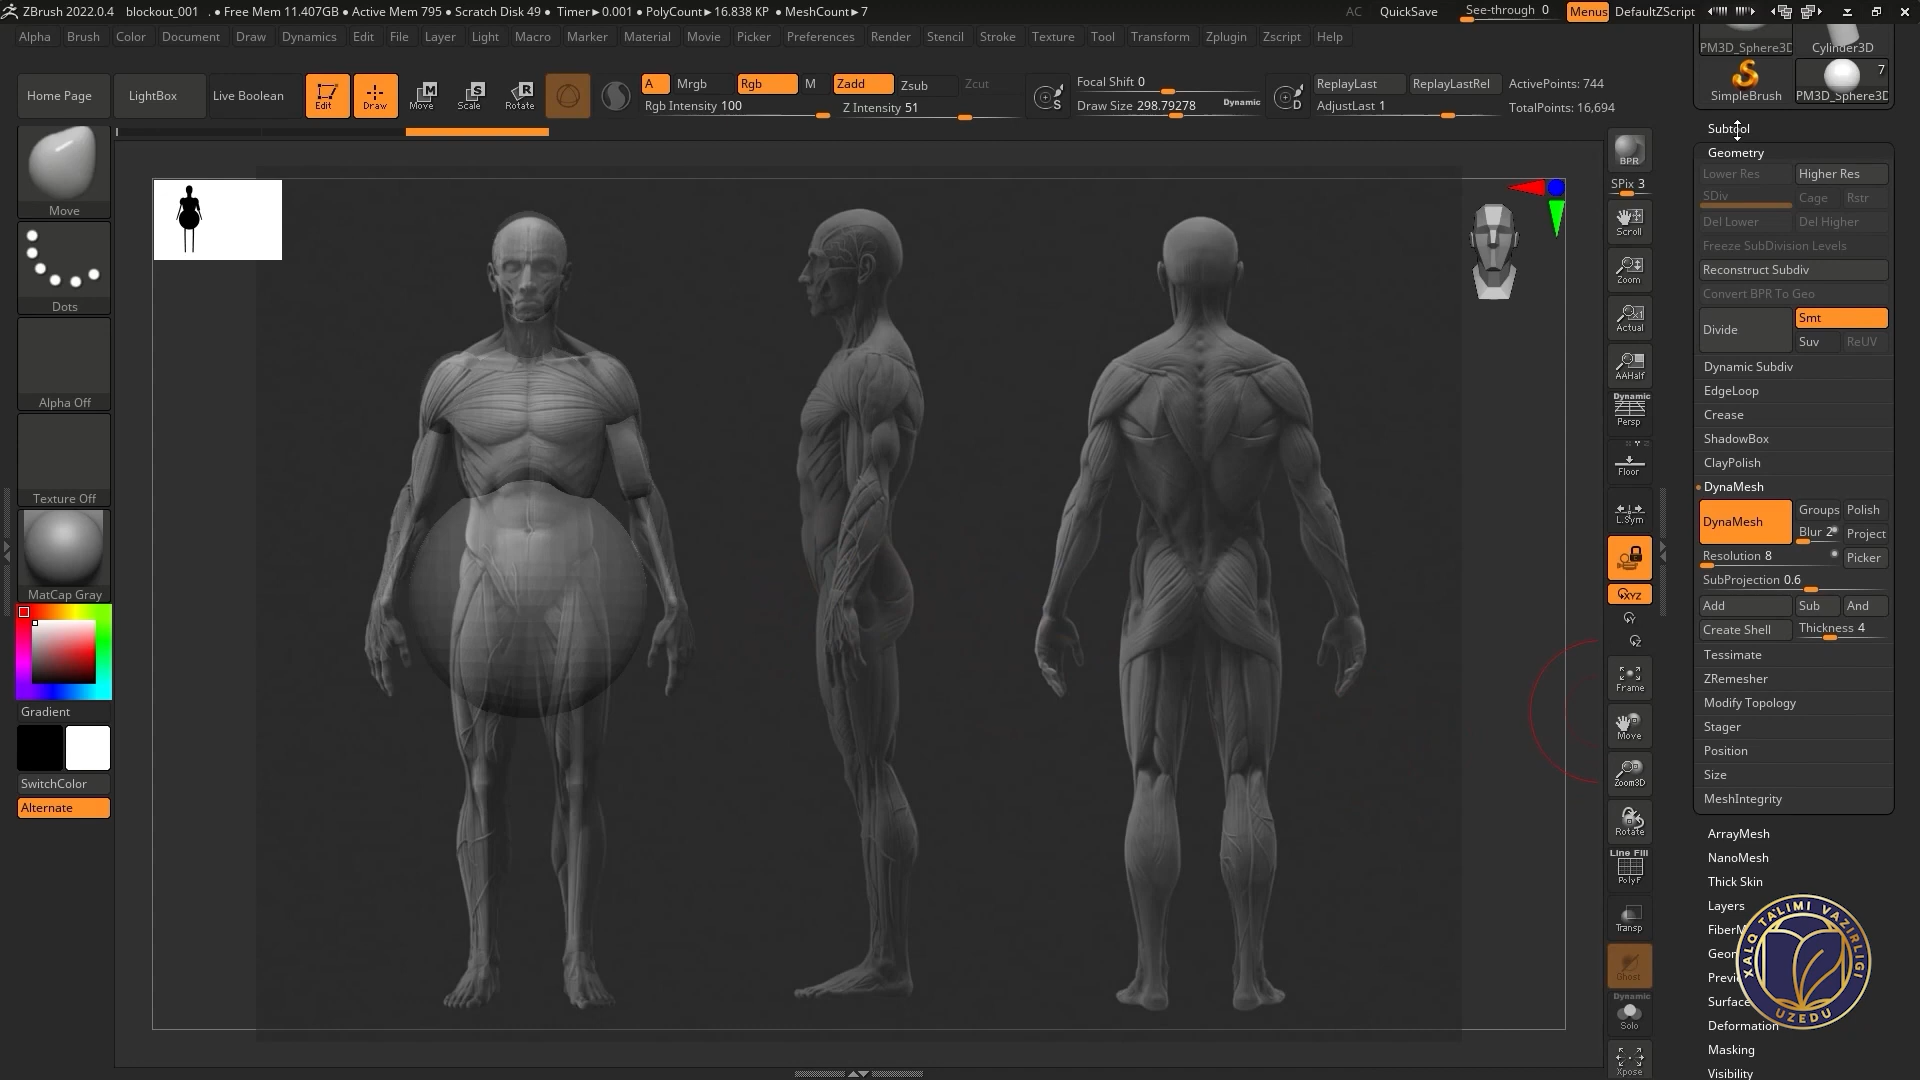 ZBrush 2022.0.4 blockout_001 . • Free Mem 11.407GB • Active Mem 795 • Scratch Disk 49 • Timer►0.001 • PolyCount►16.838 KP • MeshCount►7
AC QuickSave See-through 0 Menus DefaultZScript
Alpha Brush Color Document Draw Dynamics Edit File Layer Light Macro Marker Material Movie Picker Preferences Render Stencil Stroke Texture Tool Transform Zplugin Zscript Help
Home Page LightBox Live Boolean Edit Draw Move Scale Rotate
A Mrgb Rgb M Zadd Zsub Zcut
Rgb Intensity 100 Z Intensity 51
Focal Shift 0
Draw Size 298.79278 Dynamic
ReplayLast ReplayLastRel
AdjustLast 1
ActivePoints: 744
TotalPoints: 16,694
Move
Dots
Alpha Off
Texture Off
MatCap Gray
Gradient
SwitchColor
Alternate
BPR
SPix 3
Scroll
Zoom
Actual
AAHalf
Dynamic
Persp
Floor
L.Sym
XYZ
Frame
Move
Zoom3D
Rotate
Line Fill
PolyF
Transp
Ghost
Dynamic
Solo
Xpose
PM3D_Sphere3D Cylinder3D
7
SimpleBrush PM3D_Sphere3D
Subtool
Geometry
Lower Res Higher Res
SDiv Cage Rstr
Del Lower Del Higher
Freeze SubDivision Levels
Reconstruct Subdiv
Convert BPR To Geo
Divide Smt
Suv ReUV
Dynamic Subdiv
EdgeLoop
Crease
ShadowBox
ClayPolish
DynaMesh
DynaMesh Groups Polish
Blur 2 Project
Resolution 8 Picker
SubProjection 0.6
Add Sub And
Create Shell Thickness 4
Tessimate
ZRemesher
Modify Topology
Stager
Position
Size
MeshIntegrity
ArrayMesh
NanoMesh
Thick Skin
Layers
FiberM
Geor
Previ
Surface
Deformation
Masking
Visibility
XALQ TA'LIMI VAZIRLIGI
UZEDU